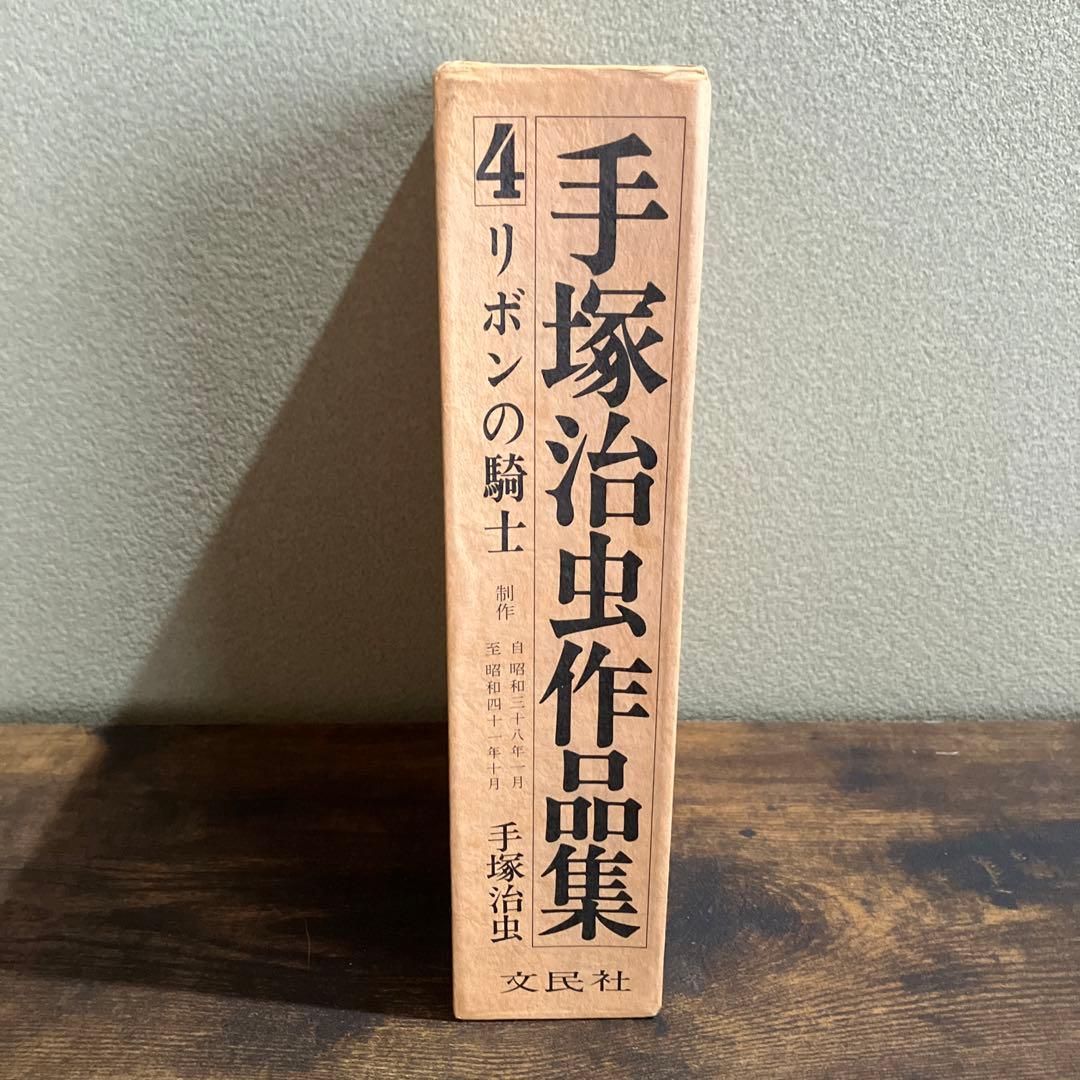 手塚治虫作品集
4
リボンの騎士
制作
自 昭和三十八年一月
至 昭和四十一年十月
手塚治虫
文民社